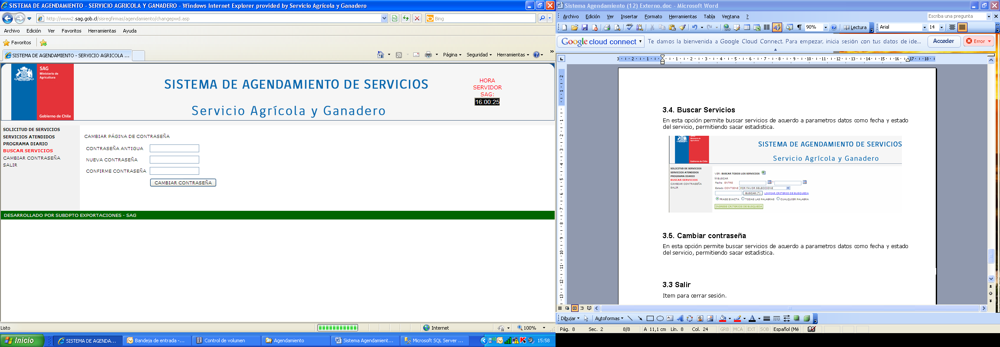 SISTEMA DE AGENDAMIENTO - SERVICIO AGRICOLA Y GANADERO - Windows Internet Explorer provided by Servicio Agrícola y Ganadero
http://www2.sag.gob.cl/sisregfirmas/agendamiento/changepwd.asp
Bing
Archivo Edición Ver Favoritos Herramientas Ayuda
Favoritos
SISTEMA DE AGENDAMIENTO - SERVICIO AGRICOLA ...
Página Seguridad Herramientas
SAG
Ministerio de
Agricultura
Gobierno de Chile
SISTEMA DE AGENDAMIENTO DE SERVICIOS
Servicio Agrícola y Ganadero
HORA
SERVIDOR
SAG:
16:00:25
SOLICITUD DE SERVICIOS
SERVICIOS ATENDIDOS
PROGRAMA DIARIO
BUSCAR SERVICIOS
CAMBIAR CONTRASEÑA
SALIR
CAMBIAR PÁGINA DE CONTRASEÑA
CONTRASEÑA ANTIGUA
NUEVA CONTRASEÑA
CONFIRME CONTRASEÑA
CAMBIAR CONTRASEÑA
DESARROLLADO POR SUBDPTO EXPORTACIONES - SAG
Listo
Internet
100%
Inicio
SISTEMA DE AGENDA...
Bandeja de entrada -...
Control de volumen
Agendamiento
Sistema Agendamient...
Microsoft SQL Server ...
15:58
Sistema Agendamiento (12) Externo.doc - Microsoft Word
Archivo Edición Ver Insertar Formato Herramientas Tabla Ventana ?
Escriba una pregunta
90%
Lectura
Arial
14
Google cloud connect
Te damos la bienvenida a Google Cloud Connect. Para empezar, inicia sesión con tus datos de ide...
Acceder
Error
3.4. Buscar Servicios
En esta opción permite buscar servicios de acuerdo a parametros datos como fecha y estado
del servicio, permitiendo sacar estadistica.
Gobierno de Chile
SISTEMA DE AGENDAMIENTO DE SERVICIOS
Servicio Agrícola y Ganadero
SOLICITUD DE SERVICIOS
SERVICIOS ATENDIDOS
PROGRAMA DIARIO
BUSCAR SERVICIOS
CAMBIAR CONTRASEÑA
SALIR
VER: BUSCAR TODOS LOS SERVICIOS
BUSCAR
Fecha ENTRE Y
Estado CONTIENE POR FAVOR SELECCIONE
BUSCAR (*) LIMPIAR CRITERIO DE BUSQUEDA
FRASE EXACTA TODAS LAS PALABRAS CUALQUIER PALABRA
INGRESE CRITERIOS DE BUSQUEDA
3.5. Cambiar contraseña
En esta opción permite buscar servicios de acuerdo a parametros datos como fecha y estado
del servicio, permitiendo sacar estadistica.
3.3 Salir
Item para cerrar sesión.
Dibujar Autoformas
Pág. 8 Sec. 2 8/8 A 11,1 cm Lín. 8 Col. 24 GRB MCA EXT SOB Español (Mé